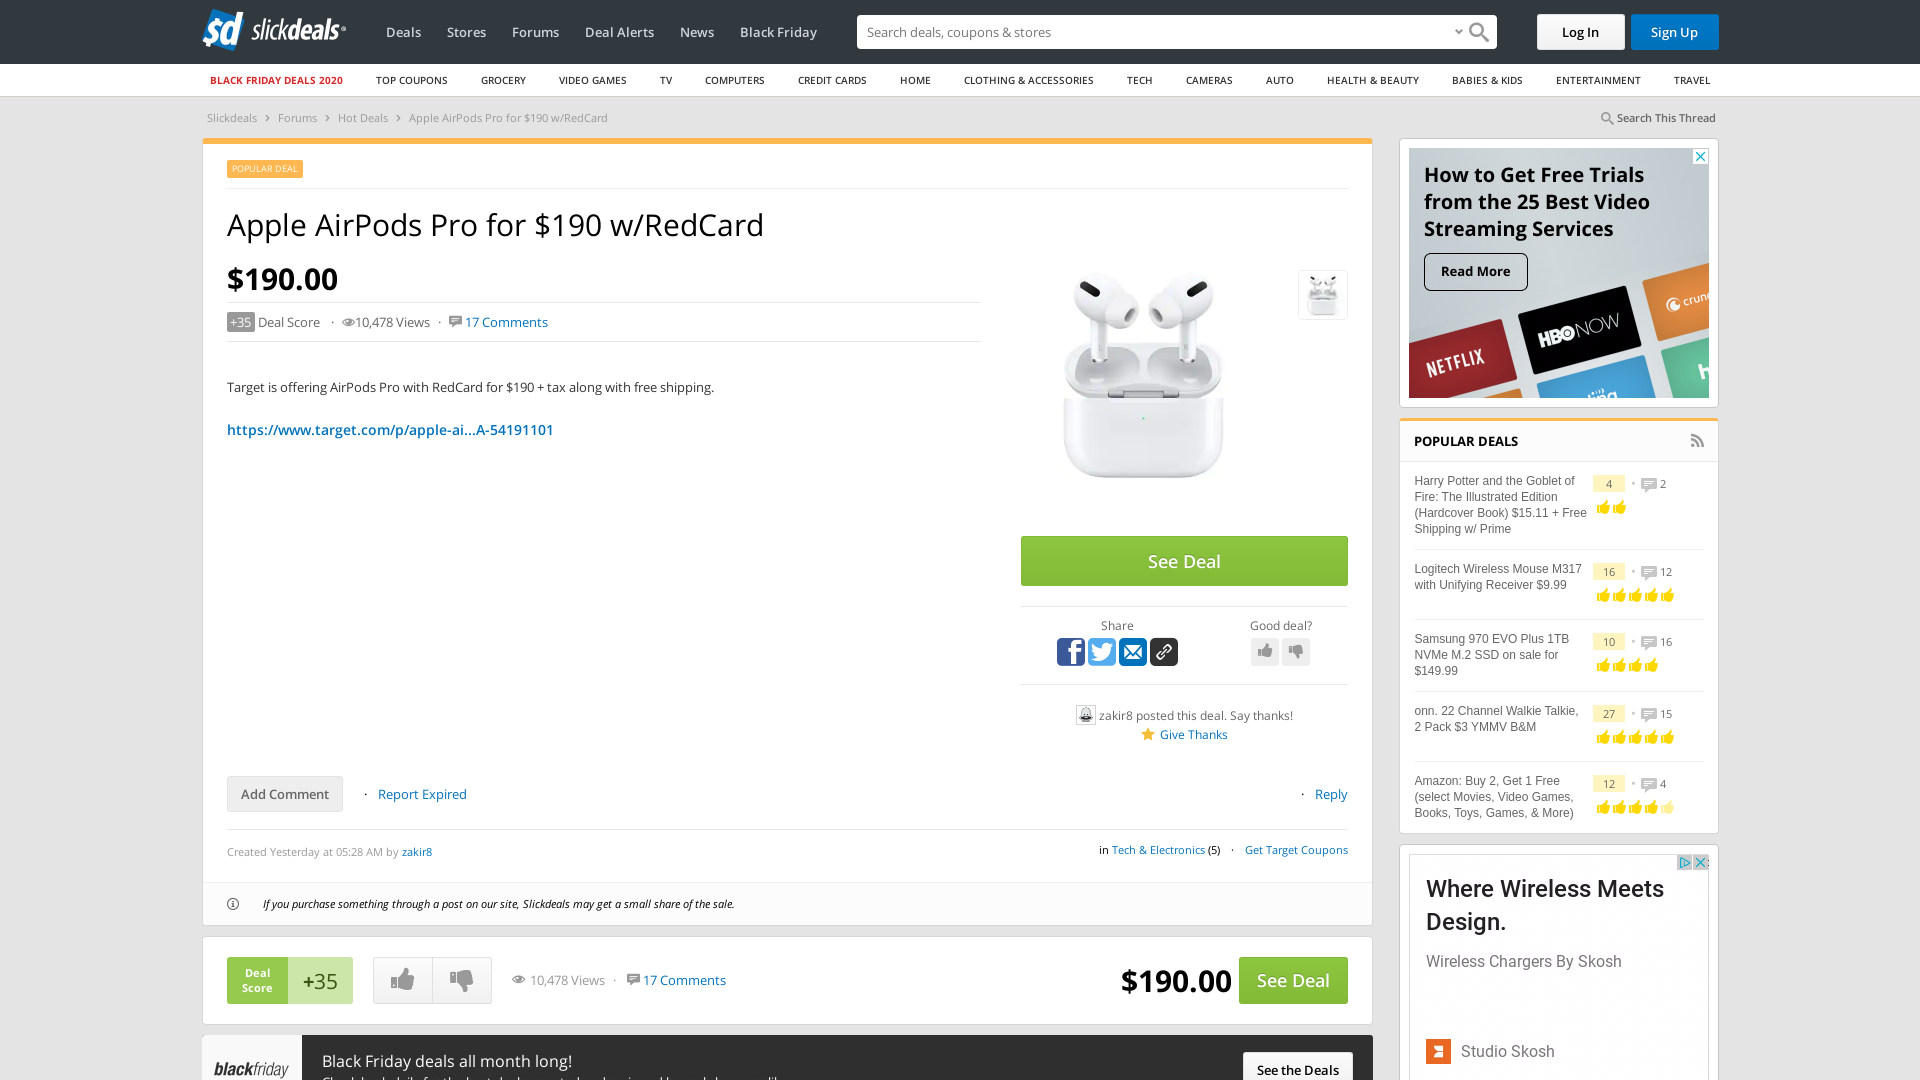 slickdeals
Deals
Stores
Forums
Deal Alerts
News
Black Friday
Search deals, coupons & stores
Log In
Sign Up
BLACK FRIDAY DEALS 2020
TOP COUPONS
GROCERY
VIDEO GAMES
TV
COMPUTERS
CREDIT CARDS
HOME
CLOTHING & ACCESSORIES
TECH
CAMERAS
AUTO
HEALTH & BEAUTY
BABIES & KIDS
ENTERTAINMENT
TRAVEL
Slickdeals > Forums > Hot Deals > Apple AirPods Pro for $190 w/RedCard
Search This Thread
POPULAR DEAL
Apple AirPods Pro for $190 w/RedCard
$190.00
+35 Deal Score · 10,478 Views · 17 Comments
Target is offering AirPods Pro with RedCard for $190 + tax along with free shipping.
https://www.target.com/p/apple-ai...A-54191101
See Deal
Share
Good deal?
zakir8 posted this deal. Say thanks!
Give Thanks
Add Comment · Report Expired
· Reply
Created Yesterday at 05:28 AM by zakir8
in Tech & Electronics (5) · Get Target Coupons
If you purchase something through a post on our site, Slickdeals may get a small share of the sale.
Deal
Score
+35
10,478 Views · 17 Comments
$190.00
See Deal
blackfriday
Black Friday deals all month long!
See the Deals
How to Get Free Trials
from the 25 Best Video
Streaming Services
Read More
NETFLIX
HBO NOW
crun
POPULAR DEALS
Harry Potter and the Goblet of
Fire: The Illustrated Edition
(Hardcover Book) $15.11 + Free
Shipping w/ Prime
4 · 2
Logitech Wireless Mouse M317
with Unifying Receiver $9.99
16 · 12
Samsung 970 EVO Plus 1TB
NVMe M.2 SSD on sale for
$149.99
10 · 16
onn. 22 Channel Walkie Talkie,
2 Pack $3 YMMV B&M
27 · 15
Amazon: Buy 2, Get 1 Free
(select Movies, Video Games,
Books, Toys, Games, & More)
12 · 4
Where Wireless Meets
Design.
Wireless Chargers By Skosh
Studio Skosh